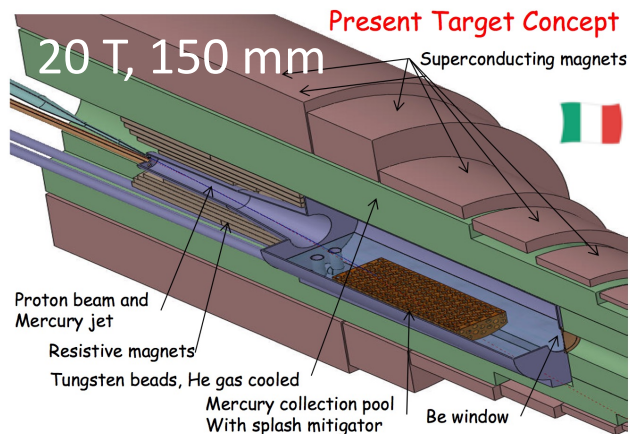 Present Target Concept
20 T, 150 mm
Superconducting magnets
Proton beam and
Mercury jet
Resistive magnets
Tungsten beads, He gas cooled
Mercury collection pool
With splash mitigator
Be window